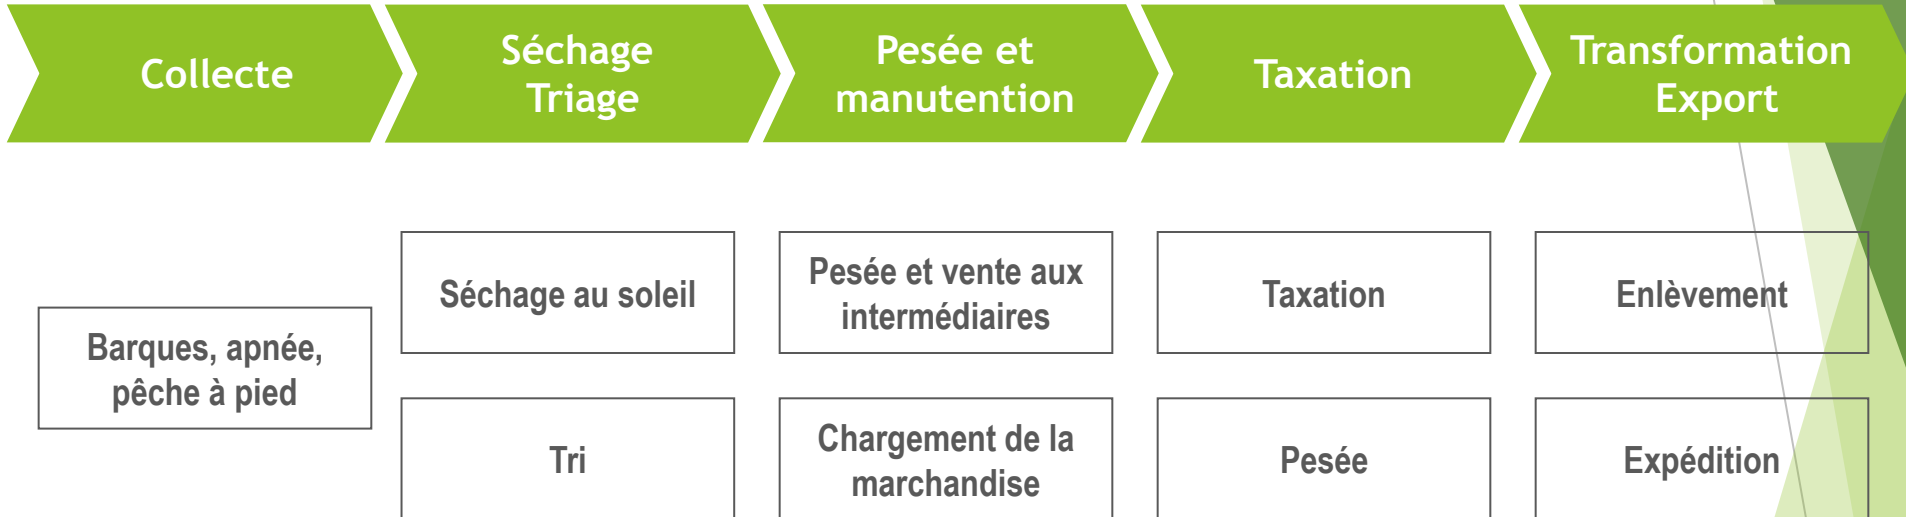 Collecte
Séchage
Triage
Pesée et
manutention
Taxation
Transformation
Export
Barques, apnée,
pêche à pied
Séchage au soleil
Tri
Pesée et vente aux
intermédiaires
Chargement de la
marchandise
Taxation
Pesée
Enlèvement
Expédition